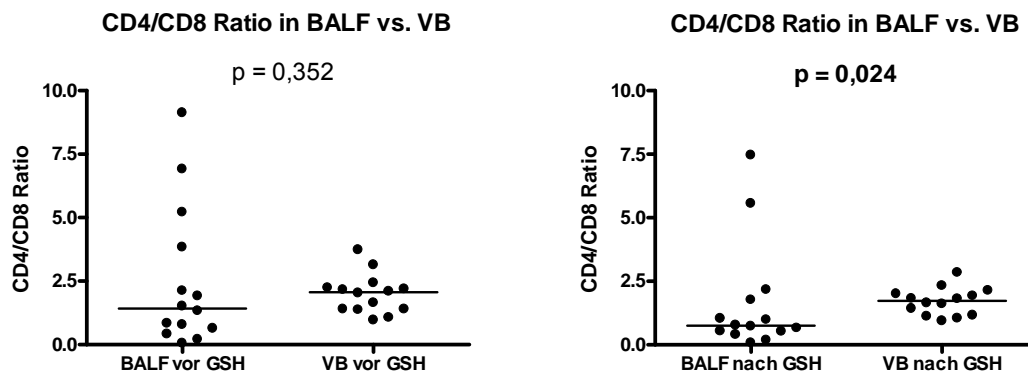 CD4/CD8 Ratio in BALF vs. VB
p = 0,352
10.0
7.5
5.0
2.5
0.0
CD4/CD8 Ratio
BALF vor GSH
VB vor GSH
CD4/CD8 Ratio in BALF vs. VB
p = 0,024
10.0
7.5
5.0
2.5
0.0
CD4/CD8 Ratio
BALF nach GSH
VB nach GSH